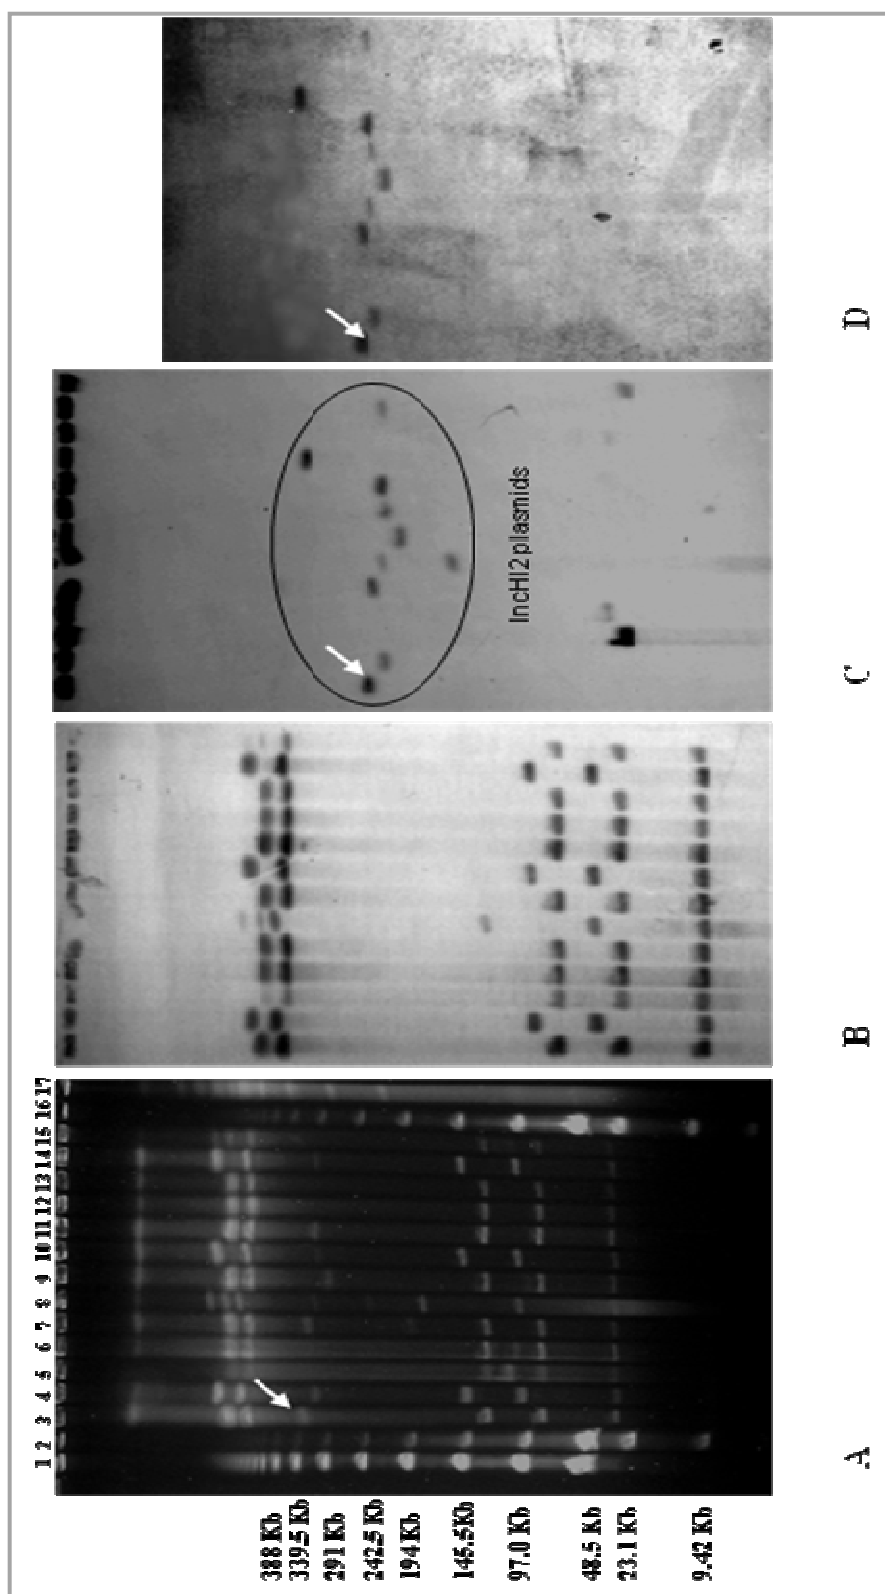 1 2 3 4 5 6 7 8 9 10 11 12 13 14 15 16 17
388 Kb
339.5 Kb
291 Kb
242.5 Kb
194 Kb
145.5Kb
97.0 Kb
48.5 Kb
23.1 Kb
9.42 Kb
IncHI2 plasmids
A
B
C
D